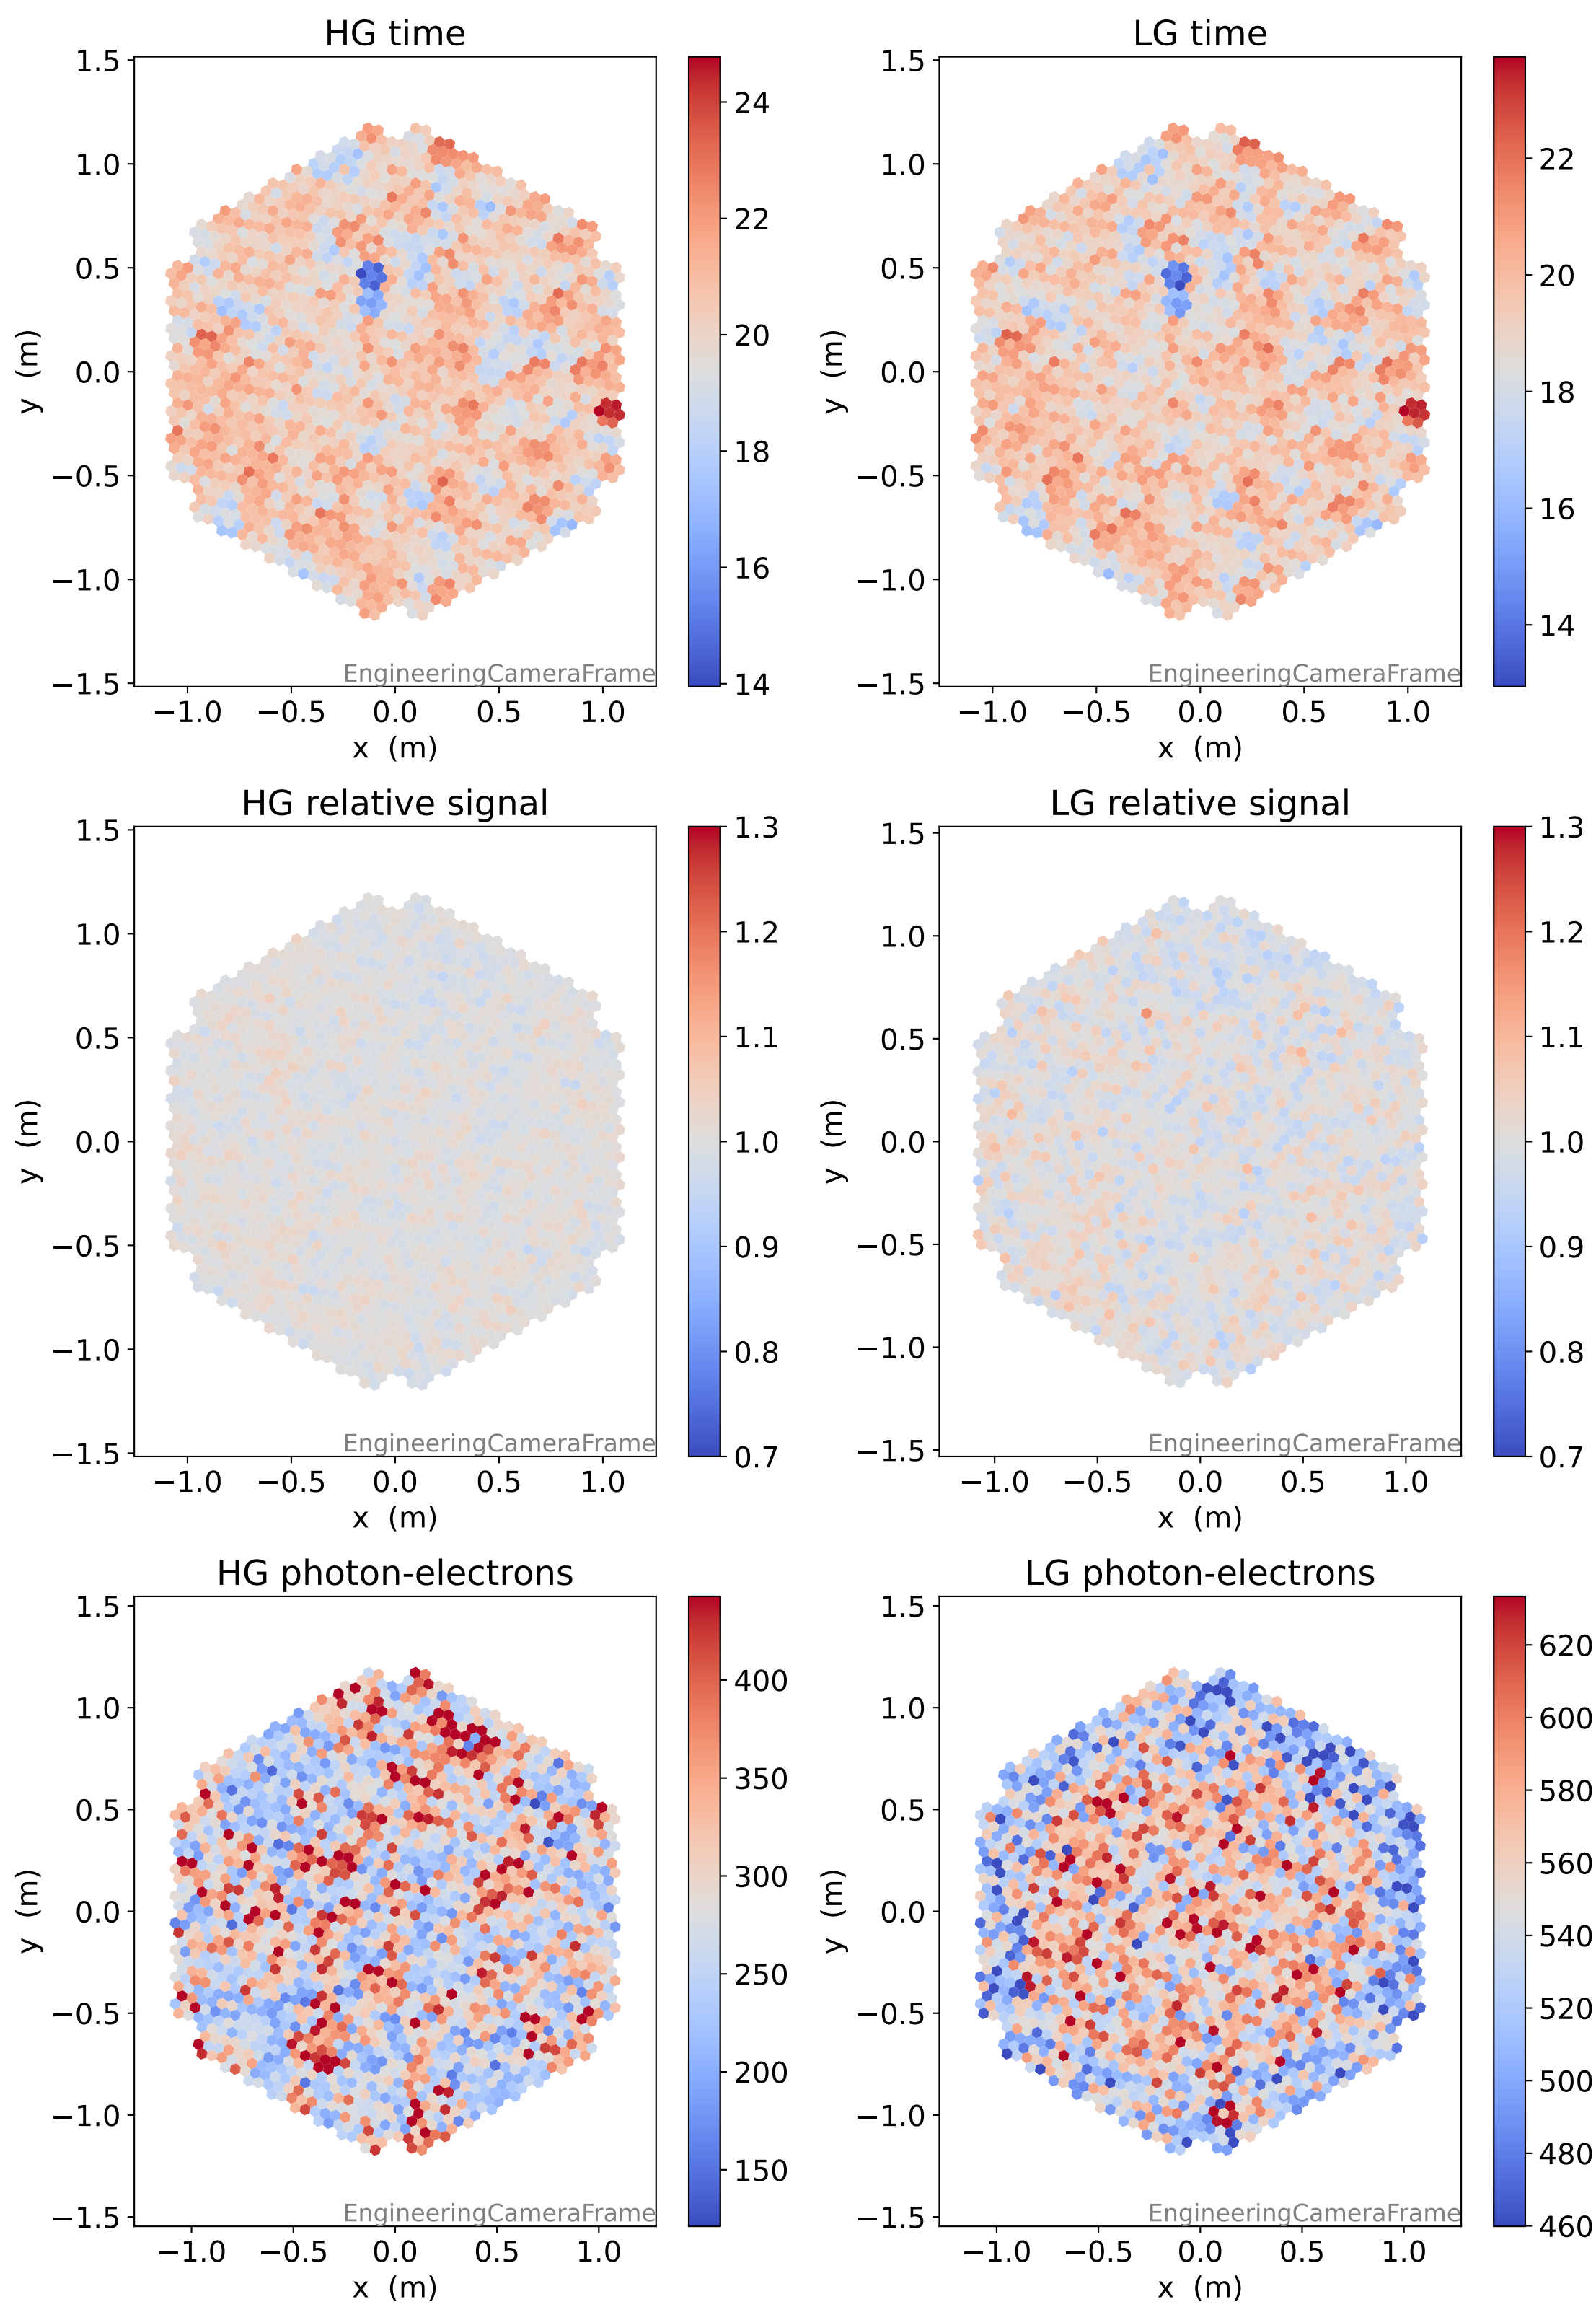 HG time
1.5
1.0
0.5
0.0
−0.5
−1.0
−1.5
y (m)
EngineeringCameraFrame
−1.0 −0.5 0.0 0.5 1.0
x (m)
24
22
20
18
16
14
LG time
1.5
1.0
0.5
0.0
−0.5
−1.0
−1.5
y (m)
EngineeringCameraFrame
−1.0 −0.5 0.0 0.5 1.0
x (m)
22
20
18
16
14
HG relative signal
1.5
1.0
0.5
0.0
−0.5
−1.0
−1.5
y (m)
EngineeringCameraFrame
−1.0 −0.5 0.0 0.5 1.0
x (m)
1.3
1.2
1.1
1.0
0.9
0.8
0.7
LG relative signal
1.5
1.0
0.5
0.0
−0.5
−1.0
−1.5
y (m)
EngineeringCameraFrame
−1.0 −0.5 0.0 0.5 1.0
x (m)
1.3
1.2
1.1
1.0
0.9
0.8
0.7
HG photon-electrons
1.5
1.0
0.5
0.0
−0.5
−1.0
−1.5
y (m)
EngineeringCameraFrame
−1.0 −0.5 0.0 0.5 1.0
x (m)
400
350
300
250
200
150
LG photon-electrons
1.5
1.0
0.5
0.0
−0.5
−1.0
−1.5
y (m)
EngineeringCameraFrame
−1.0 −0.5 0.0 0.5 1.0
x (m)
620
600
580
560
540
520
500
480
460